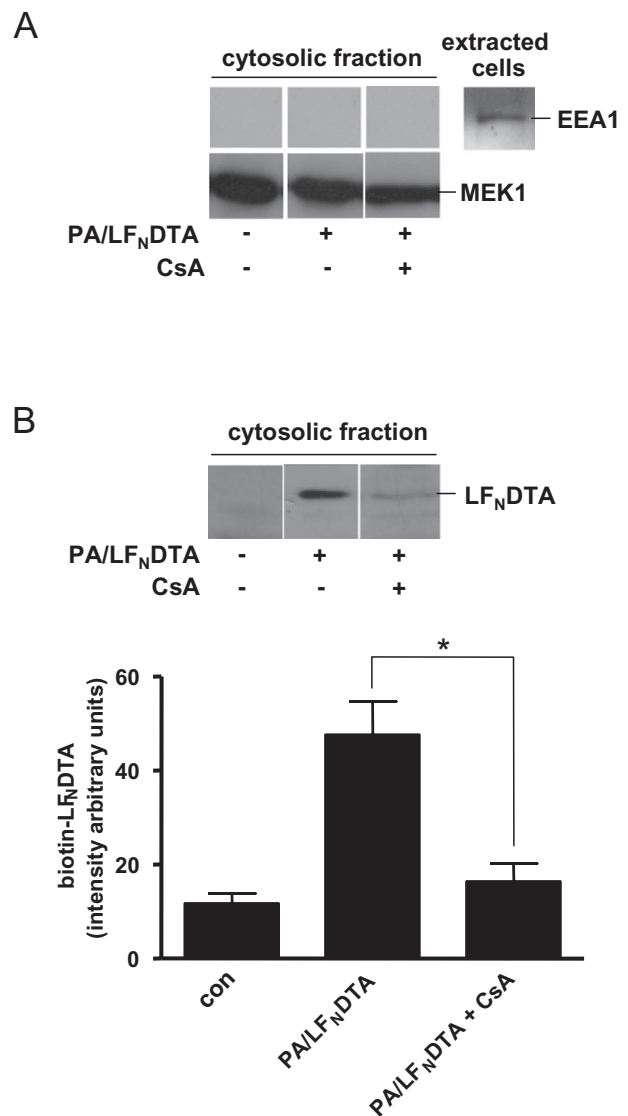 A
cytosolic fraction
extracted
cells
EEA1
MEK1
PA/LFNDTA - + +
CsA - - +
B
cytosolic fraction
LFNDTA
PA/LFNDTA - + +
CsA - - +
*
biotin-LFNDTA
(intensity arbitrary units)
60
40
20
0
con
PA/LFNDTA
PA/LFNDTA + CsA